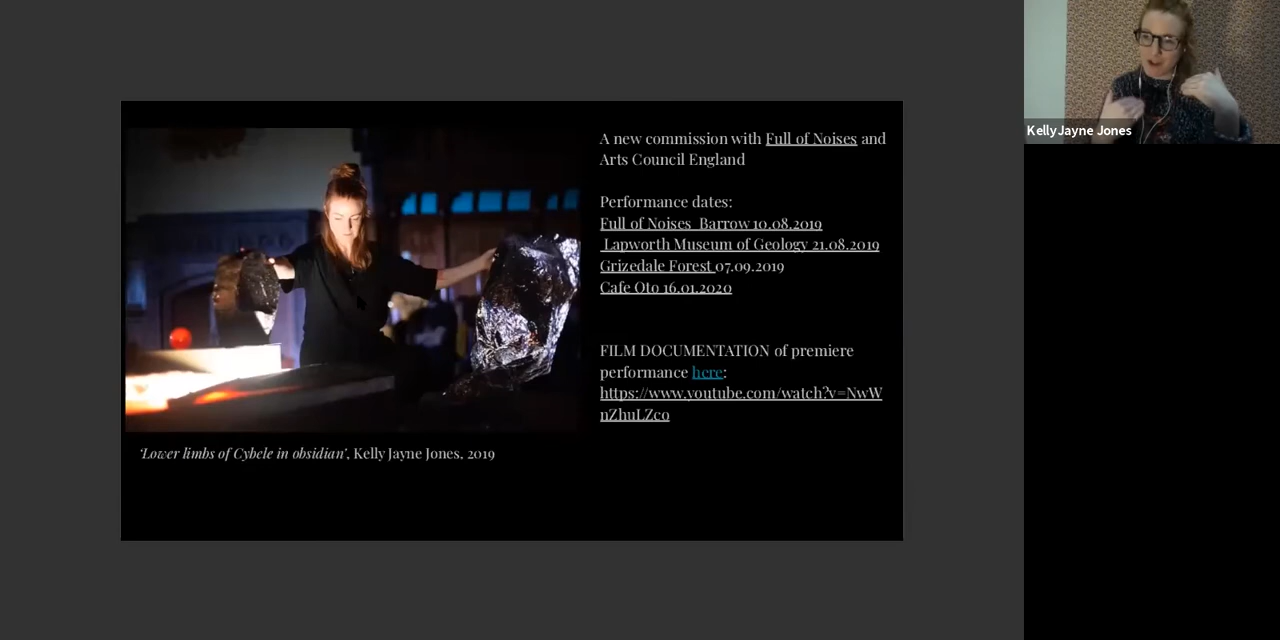 A new commission with Full of Noises and
Arts Council England
Performance dates:
Full of Noises Barrow 10.08.2019
Lapworth Museum of Geology 21.08.2019
Grizedale Forest 07.09.2019
Cafe Oto 16.01.2020
FILM DOCUMENTATION of premiere
performance here:
https://www.youtube.com/watch?v=NwW
nZhuLZc0
‘Lower limbs of Cybele in obsidian’, Kelly Jayne Jones, 2019
KellyJayne Jones